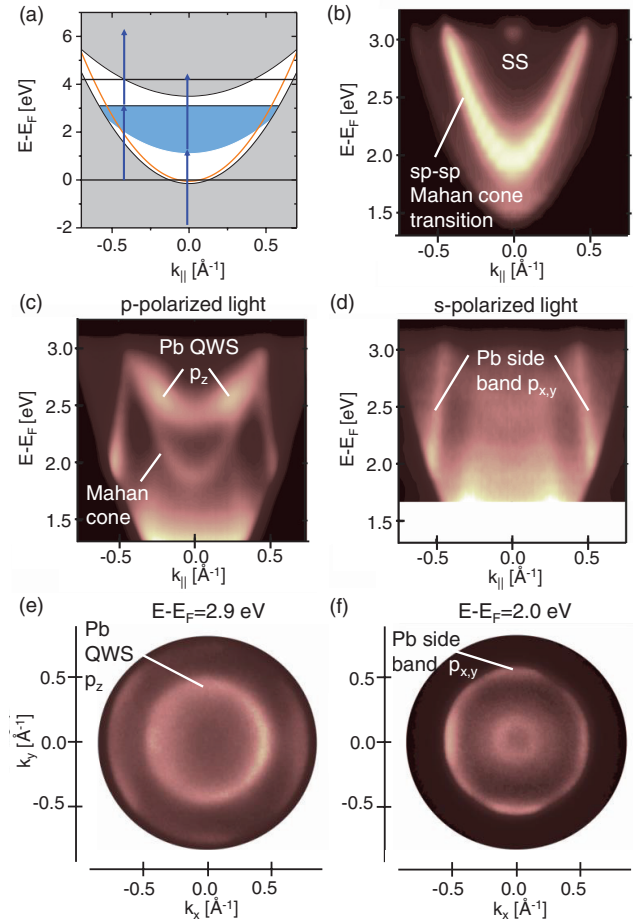 (a)
E-E_F [eV]
6
4
2
0
-2
-0.5 0.0 0.5
k_|| [Å⁻¹]
(b)
E-E_F [eV]
3.0
2.5
2.0
1.5
SS
sp-sp
Mahan cone
transition
-0.5 0.0 0.5
k_|| [Å⁻¹]
(c)
p-polarized light
E-E_F [eV]
3.0
2.0
1.5
Pb QWS
p_z
Mahan
cone
-0.5 0.0 0.5
k_|| [Å⁻¹]
(d)
s-polarized light
E-E_F [eV]
3.0
2.5
2.0
1.5
Pb side
band p_x,y
-0.5 0.0 0.5
k_|| [Å⁻¹]
(e)
E-E_F=2.9 eV
Pb
QWS
p_z
k_y [Å⁻¹]
0.5
0.0
-0.5
-0.5 0.0 0.5
k_x [Å⁻¹]
(f)
E-E_F=2.0 eV
Pb side
band p_x,y
k_y [Å⁻¹]
0.5
0.0
-0.5
-0.5 0.0 0.5
k_x [Å⁻¹]